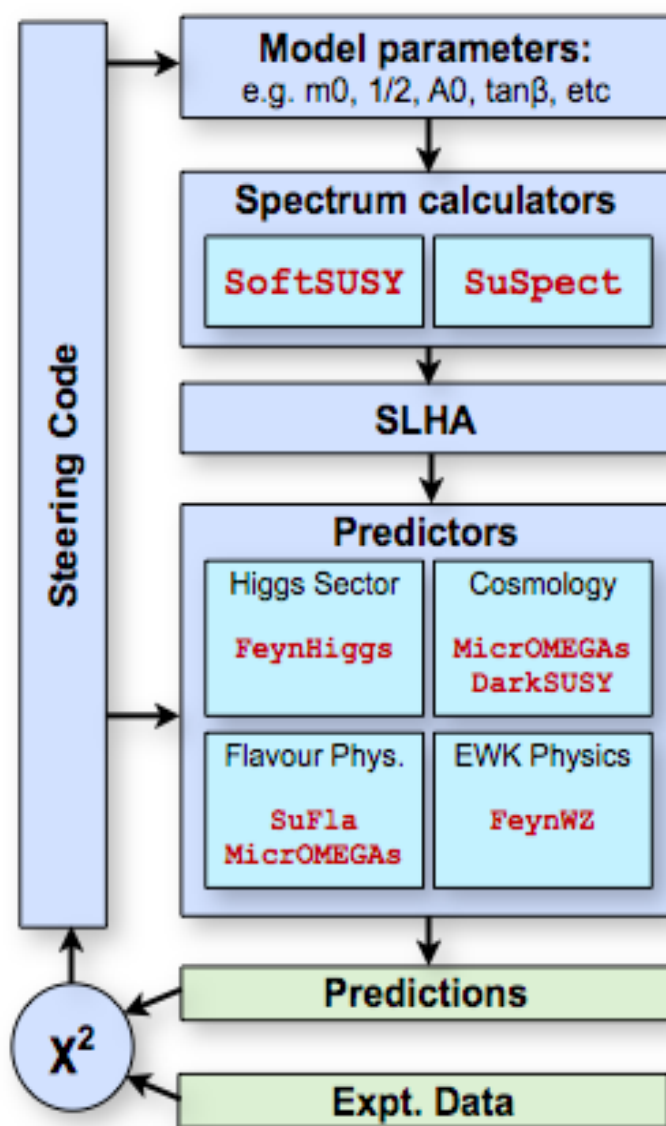 Model parameters:
e.g. m0, 1/2, A0, tanβ, etc
Spectrum calculators
SoftSUSY
SuSpect
SLHA
Predictors
Higgs Sector
FeynHiggs
Cosmology
MicrOMEGAs
DarkSUSY
Flavour Phys.
SuFla
MicrOMEGAs
EWK Physics
FeynWZ
Steering Code
Predictions
χ²
Expt. Data